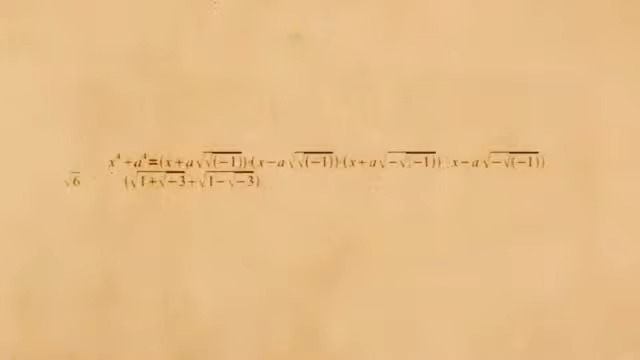 x⁴+a⁴=(x+a√√(-1))·(x-a√√(-1))·(x+a√-√(-1))·(x-a√-√(-1))
√6 (√1+√-3+√1-√-3)